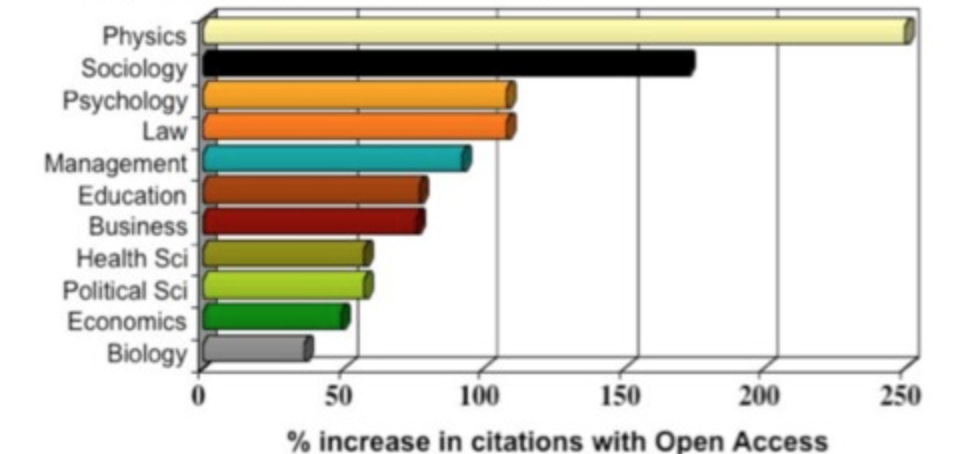 Physics
Sociology
Psychology
Law
Management
Education
Business
Health Sci
Political Sci
Economics
Biology
0 50 100 150 200 250
% increase in citations with Open Access